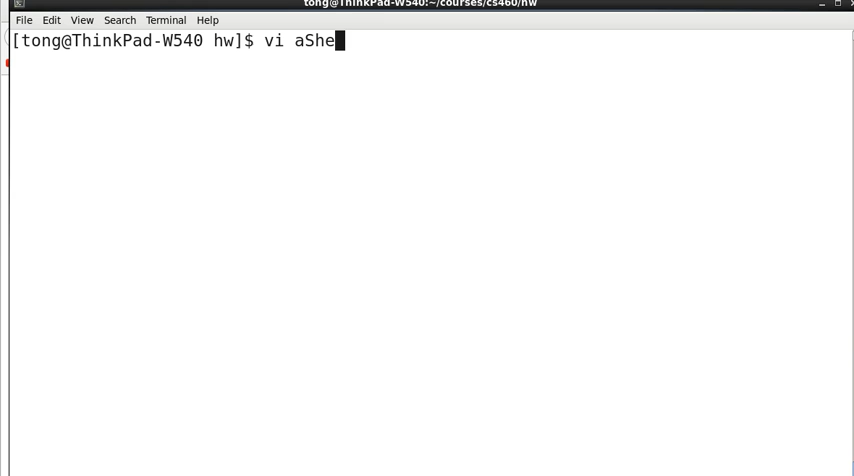 tong@ThinkPad-W540:~/courses/cs460/hw
File Edit View Search Terminal Help
[tong@ThinkPad-W540 hw]$ vi aShe